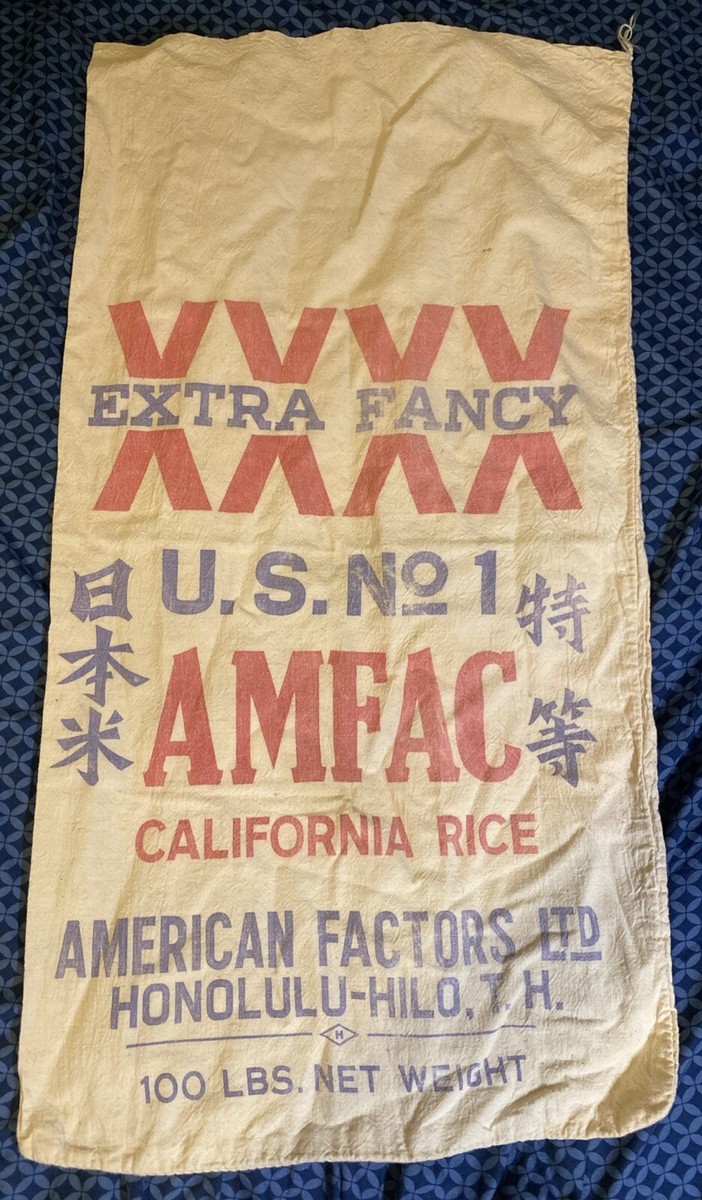 XXXX
EXTRA FANCY
U.S. No 1
日本米
特等
AMFAC
CALIFORNIA RICE
AMERICAN FACTORS LTD
HONOLULU-HILO, T. H.
H
100 LBS. NET WEIGHT